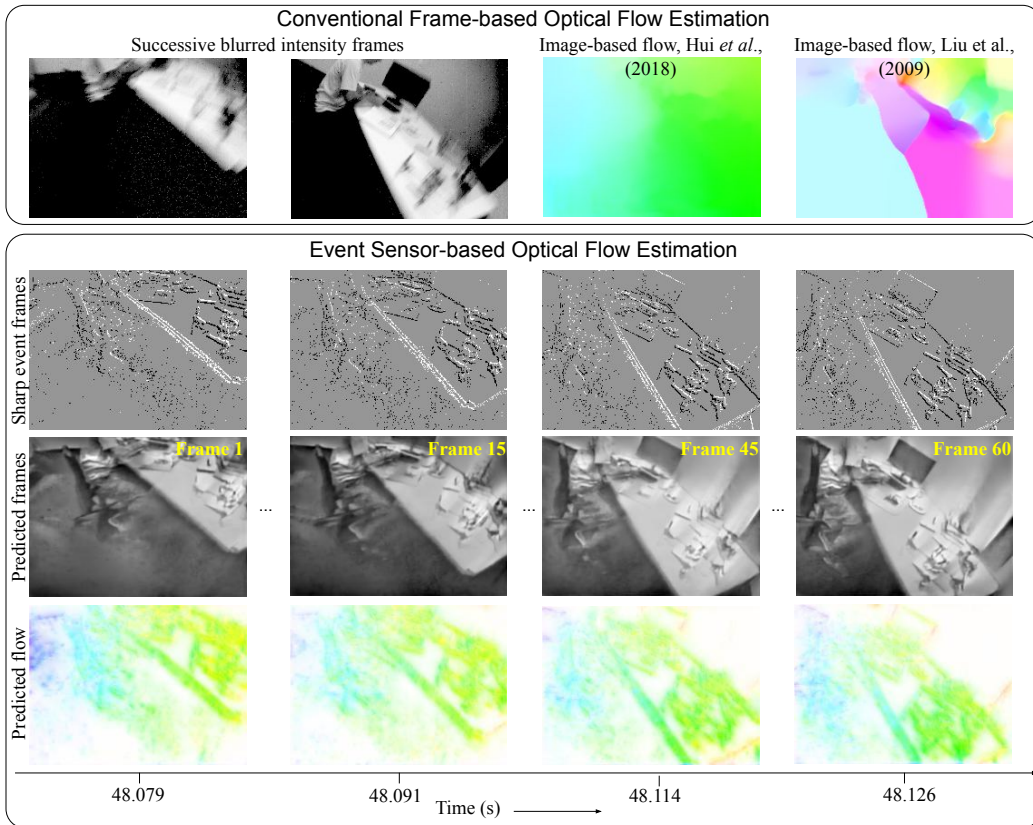 Conventional Frame-based Optical Flow Estimation
Successive blurred intensity frames
Image-based flow, Hui et al.,
(2018)
Image-based flow, Liu et al.,
(2009)
Event Sensor-based Optical Flow Estimation
Sharp event frames
Predicted frames
Frame 1
...
Frame 15
...
Frame 45
...
Frame 60
Predicted flow
48.079
48.091
48.114
48.126
Time (s)